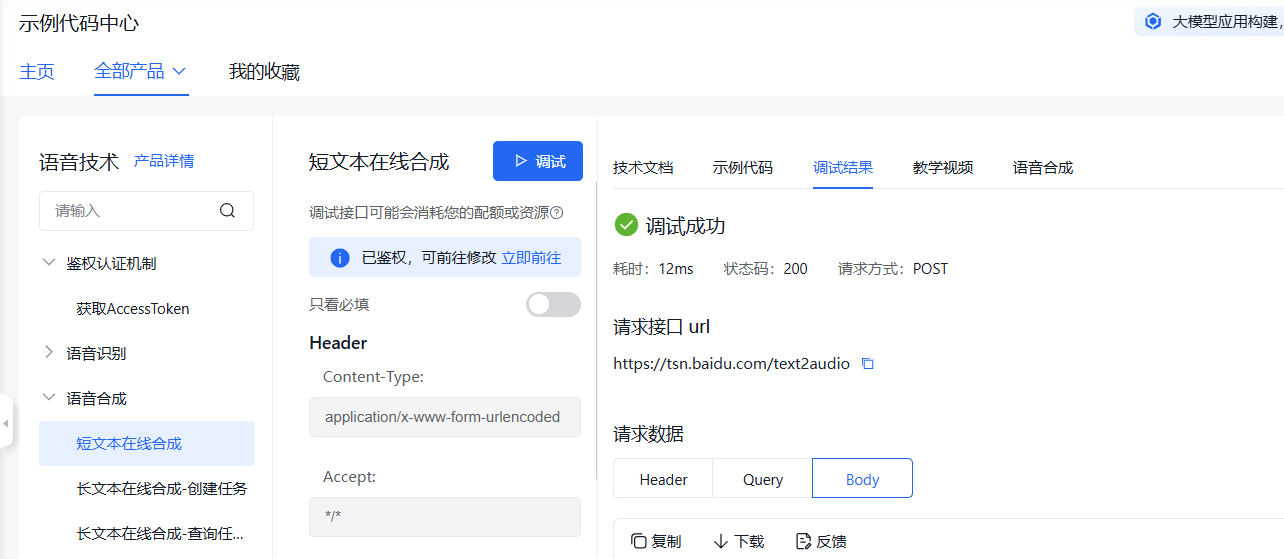 示例代码中心
大模型应用构建,
主页 全部产品 我的收藏
语音技术 产品详情
请输入
鉴权认证机制
获取AccessToken
语音识别
语音合成
短文本在线合成
长文本在线合成-创建任务
长文本在线合成-查询任...
短文本在线合成 调试
调试接口可能会消耗您的配额或资源?
已鉴权，可前往修改 立即前往
只看必填
Header
Content-Type:
application/x-www-form-urlencoded
Accept:
*/*
技术文档 示例代码 调试结果 教学视频 语音合成
调试成功
耗时：12ms 状态码：200 请求方式：POST
请求接口 url
https://tsn.baidu.com/text2audio
请求数据
Header Query Body
复制 下载 反馈